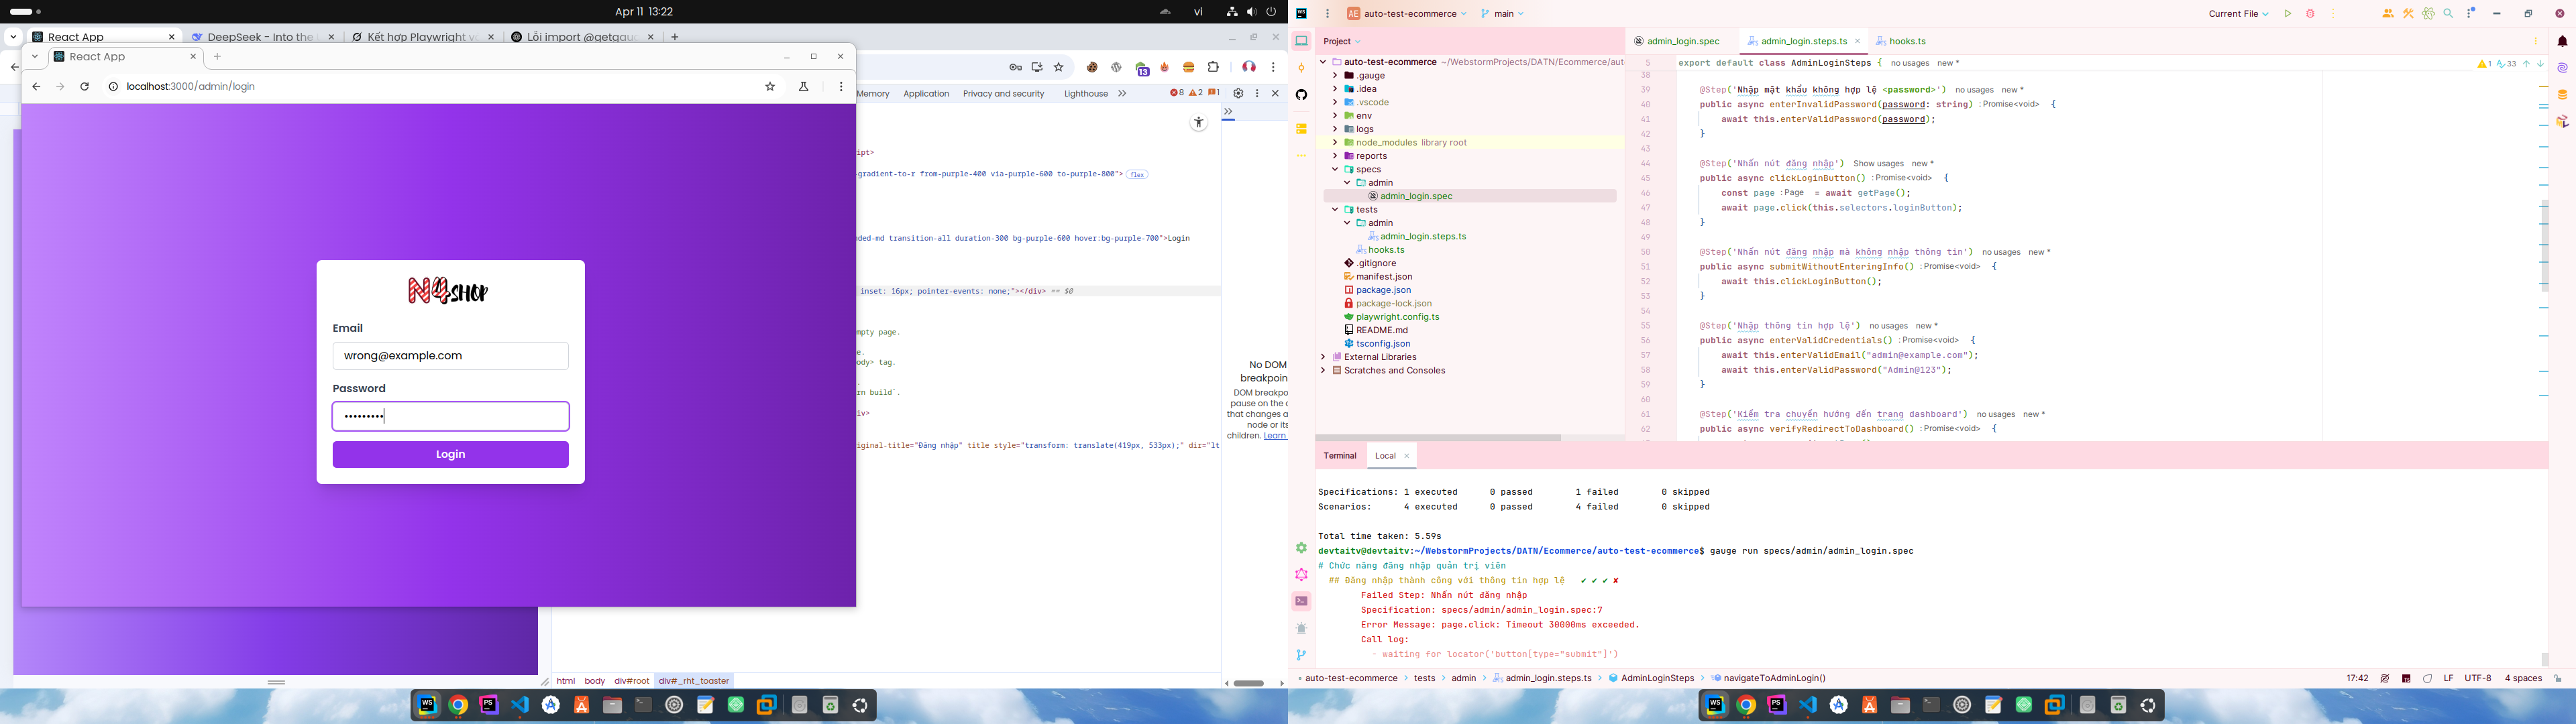 Apr 11 13:22
vi
React App
DeepSeek - Into the
Kết hợp Playwright v
Lỗi import @getgaug
React App
localhost:3000/admin/login
13
Memory Application Privacy and security Lighthouse
8 2 1
N4SHOP
Email
wrong@example.com
Password
•••••••••
Login
ript>
-gradient-to-r from-purple-400 via-purple-600 to-purple-800"> flex
nded-md transition-all duration-300 bg-purple-600 hover:bg-purple-700">Login
inset: 16px; pointer-events: none;"></div> == $0
mpty page.
e.
ody> tag.
.
rn build`.
iv>
iginal-title="Đăng nhập" title style="transform: translate(419px, 533px);" dir="lt
No DOM
breakpoin
DOM breakpo
pause on the
that changes a
node or its
children. Learn
html body div#root div#_rht_toaster
WS
AE auto-test-ecommerce main
Current File
Project
auto-test-ecommerce ~/WebstormProjects/DATN/Ecommerce/aut
.gauge
.idea
.vscode
env
logs
node_modules library root
reports
specs
admin
admin_login.spec
tests
admin
admin_login.steps.ts
hooks.ts
.gitignore
manifest.json
package.json
package-lock.json
playwright.config.ts
README.md
tsconfig.json
External Libraries
Scratches and Consoles
admin_login.spec admin_login.steps.ts hooks.ts
1 33
5 export default class AdminLoginSteps { no usages new *
38
39 @Step('Nhập mật khẩu không hợp lệ <password>') no usages new *
40 public async enterInvalidPassword(password: string) : Promise<void> {
41 await this.enterValidPassword(password);
42 }
43
44 @Step('Nhấn nút đăng nhập') Show usages new *
45 public async clickLoginButton() : Promise<void> {
46 const page : Page = await getPage();
47 await page.click(this.selectors.loginButton);
48 }
49
50 @Step('Nhấn nút đăng nhập mà không nhập thông tin') no usages new *
51 public async submitWithoutEnteringInfo() : Promise<void> {
52 await this.clickLoginButton();
53 }
54
55 @Step('Nhập thông tin hợp lệ') no usages new *
56 public async enterValidCredentials() : Promise<void> {
57 await this.enterValidEmail("admin@example.com");
58 await this.enterValidPassword("Admin@123");
59 }
60
61 @Step('Kiểm tra chuyển hướng đến trang dashboard') no usages new *
62 public async verifyRedirectToDashboard() : Promise<void> {
Terminal Local
Specifications: 1 executed 0 passed 1 failed 0 skipped
Scenarios: 4 executed 0 passed 4 failed 0 skipped
Total time taken: 5.59s
devtaitv@devtaitv:~/WebstormProjects/DATN/Ecommerce/auto-test-ecommerce$ gauge run specs/admin/admin_login.spec
# Chức năng đăng nhập quản trị viên
## Đăng nhập thành công với thông tin hợp lệ ✔ ✔ ✔ ✘
Failed Step: Nhấn nút đăng nhập
Specification: specs/admin/admin_login.spec:7
Error Message: page.click: Timeout 30000ms exceeded.
Call log:
- waiting for locator('button[type="submit"]')
auto-test-ecommerce tests admin admin_login.steps.ts AdminLoginSteps navigateToAdminLogin()
17:42 LF UTF-8 4 spaces